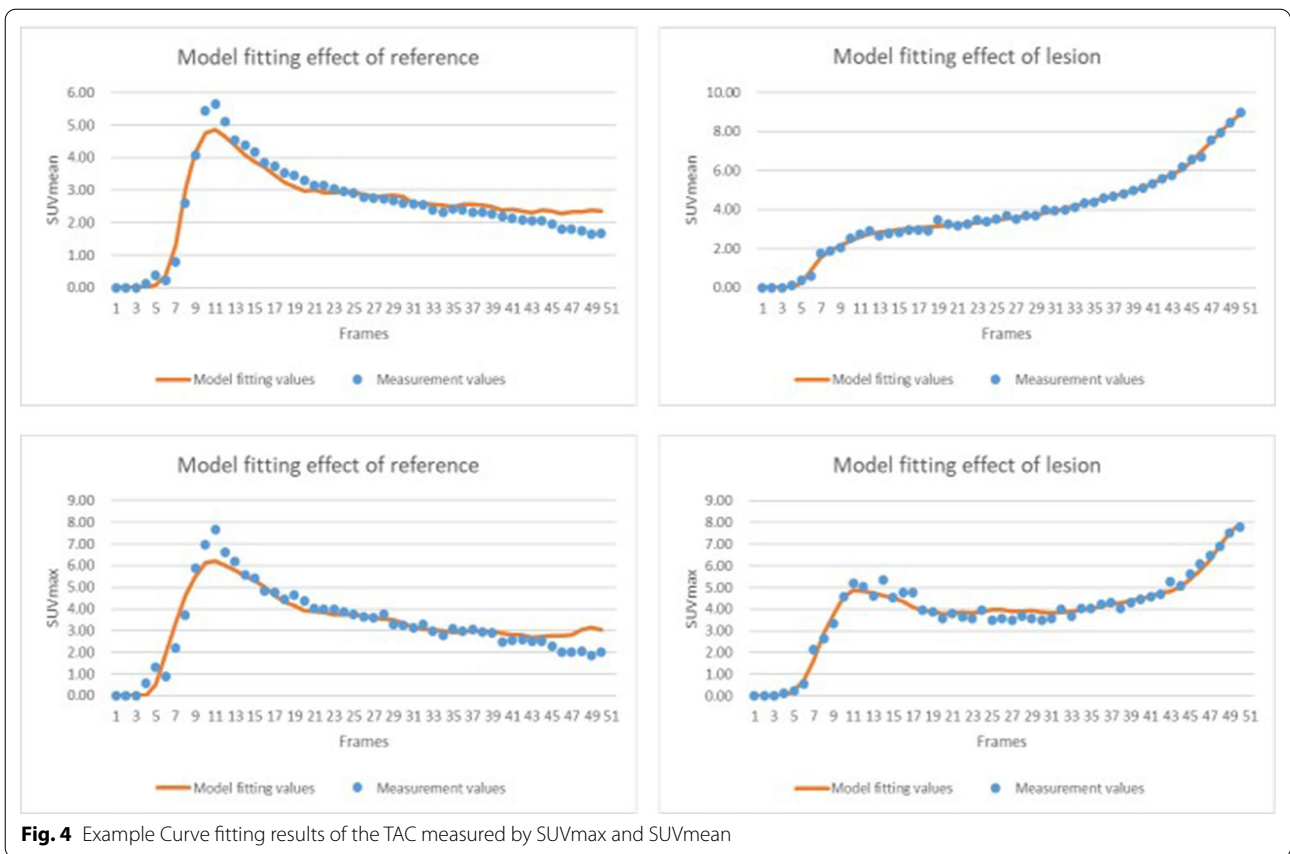 Model fitting effect of reference
6.00
5.00
4.00
3.00
2.00
1.00
0.00
SUVmean
1 3 5 7 9 11 13 15 17 19 21 23 25 27 29 31 33 35 37 39 41 43 45 47 49 51
Frames
Model fitting values Measurement values
Model fitting effect of lesion
10.00
8.00
6.00
4.00
2.00
0.00
SUVmean
1 3 5 7 9 11 13 15 17 19 21 23 25 27 29 31 33 35 37 39 41 43 45 47 49 51
Frames
Model fitting values Measurement values
Model fitting effect of reference
9.00
8.00
7.00
6.00
5.00
4.00
3.00
2.00
1.00
0.00
SUVmax
1 3 5 7 9 11 13 15 17 19 21 23 25 27 29 31 33 35 37 39 41 43 45 47 49 51
Frames
Model fitting values Measurement values
Model fitting effect of lesion
9.00
8.00
7.00
6.00
5.00
4.00
3.00
2.00
1.00
0.00
SUVmax
1 3 5 7 9 11 13 15 17 19 21 23 25 27 29 31 33 35 37 39 41 43 45 47 49 51
Frames
Model fitting values Measurement values
Fig. 4 Example Curve fitting results of the TAC measured by SUVmax and SUVmean